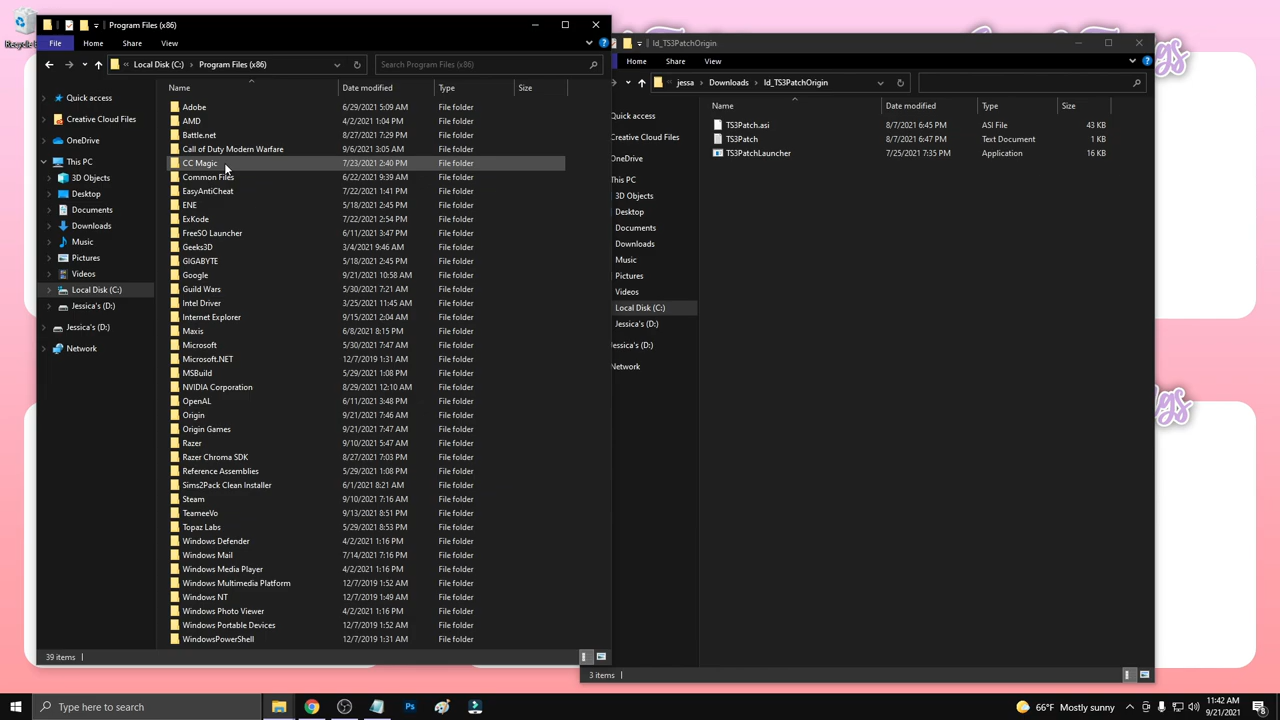 Recycle B
Program Files (x86)
File Home Share View
Local Disk (C:) Program Files (x86)
Search Program Files (x86)
Name Date modified Type Size
Quick access
Creative Cloud Files
OneDrive
This PC
3D Objects
Desktop
Documents
Downloads
Music
Pictures
Videos
Local Disk (C:)
Jessica's (D:)
Jessica's (D:)
Network
Adobe 6/29/2021 5:09 AM File folder
AMD 4/2/2021 1:04 PM File folder
Battle.net 8/27/2021 7:29 PM File folder
Call of Duty Modern Warfare 9/6/2021 3:05 AM File folder
CC Magic 7/23/2021 2:40 PM File folder
Common Files 6/22/2021 9:39 AM File folder
EasyAntiCheat 7/22/2021 1:41 PM File folder
ENE 5/18/2021 2:45 PM File folder
ExKode 7/22/2021 2:54 PM File folder
FreeSO Launcher 6/11/2021 3:47 PM File folder
Geeks3D 3/4/2021 9:46 AM File folder
GIGABYTE 5/18/2021 2:45 PM File folder
Google 9/21/2021 10:58 AM File folder
Guild Wars 5/30/2021 7:21 AM File folder
Intel Driver 3/25/2021 11:45 AM File folder
Internet Explorer 9/15/2021 2:04 AM File folder
Maxis 6/8/2021 8:15 PM File folder
Microsoft 5/30/2021 7:47 AM File folder
Microsoft.NET 12/7/2019 1:31 AM File folder
MSBuild 5/29/2021 1:08 PM File folder
NVIDIA Corporation 8/29/2021 12:10 AM File folder
OpenAL 6/11/2021 3:48 PM File folder
Origin 9/21/2021 7:46 AM File folder
Origin Games 9/21/2021 7:47 AM File folder
Razer 9/10/2021 5:47 AM File folder
Razer Chroma SDK 8/27/2021 7:03 PM File folder
Reference Assemblies 5/29/2021 1:08 PM File folder
Sims2Pack Clean Installer 6/1/2021 8:21 AM File folder
Steam 9/10/2021 7:16 AM File folder
TeameeVo 9/13/2021 8:51 PM File folder
Topaz Labs 5/29/2021 8:53 PM File folder
Windows Defender 4/2/2021 1:16 PM File folder
Windows Mail 7/14/2021 7:16 PM File folder
Windows Media Player 4/2/2021 1:16 PM File folder
Windows Multimedia Platform 12/7/2019 1:52 AM File folder
Windows NT 12/7/2019 1:49 AM File folder
Windows Photo Viewer 4/2/2021 1:16 PM File folder
Windows Portable Devices 12/7/2019 1:52 AM File folder
WindowsPowerShell 12/7/2019 1:31 AM File folder
39 items
ld_TS3PatchOrigin
Home Share View
jessa Downloads ld_TS3PatchOrigin
Name Date modified Type Size
Quick access
Creative Cloud Files
OneDrive
This PC
3D Objects
Desktop
Documents
Downloads
Music
Pictures
Videos
Local Disk (C:)
Jessica's (D:)
Jessica's (D:)
Network
TS3Patch.asi 8/7/2021 6:45 PM ASI File 43 KB
TS3Patch 8/7/2021 6:47 PM Text Document 1 KB
TS3PatchLauncher 7/25/2021 7:35 PM Application 16 KB
3 items
gs
gs
Type here to search
66°F Mostly sunny
11:42 AM
9/21/2021
8